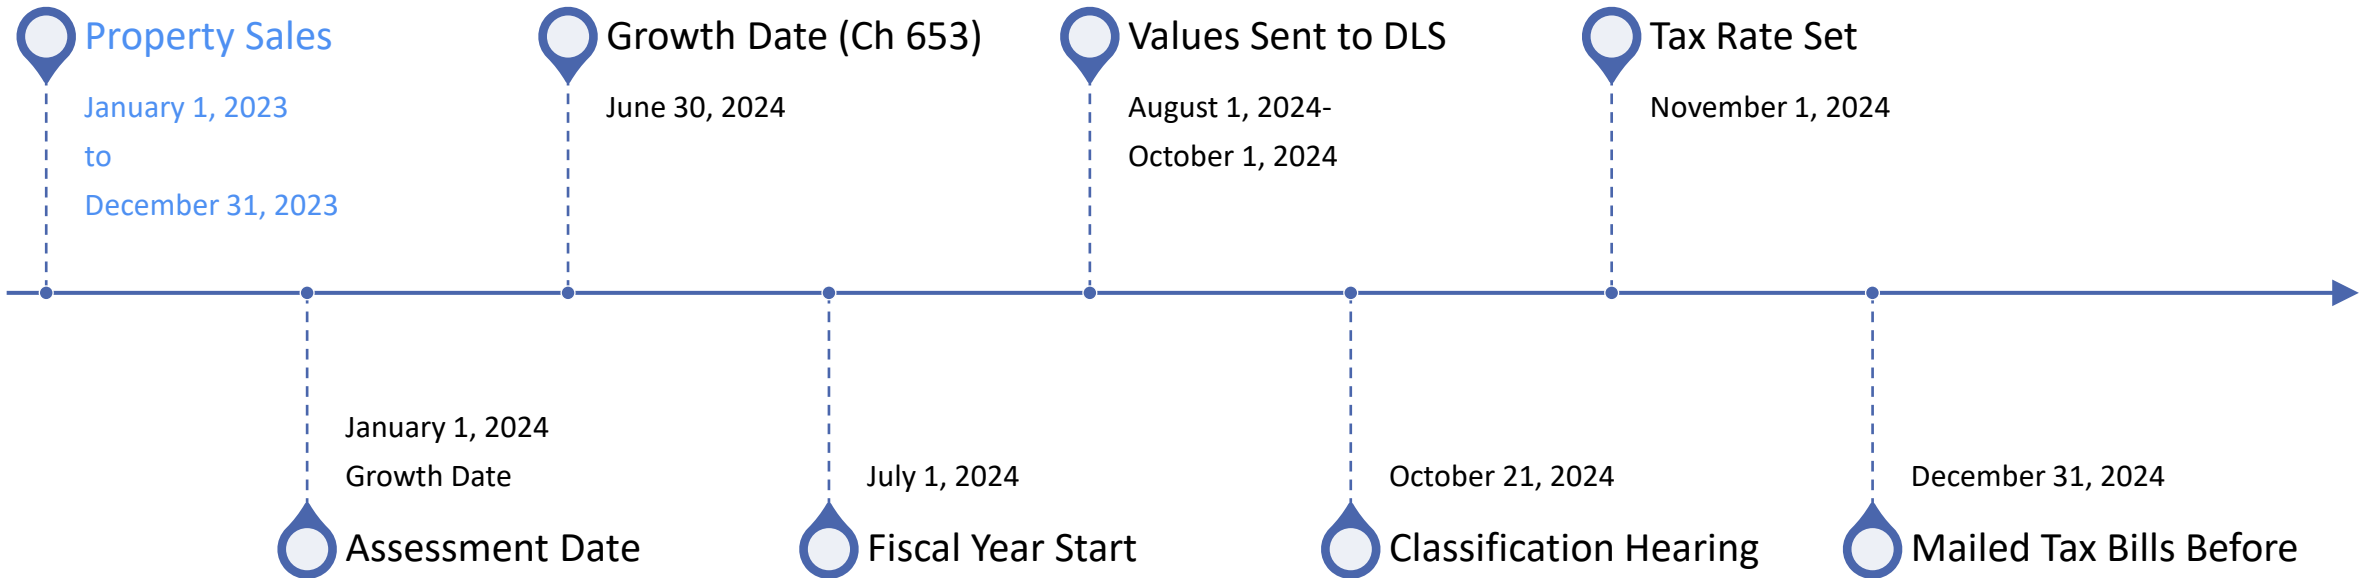 Property Sales
January 1, 2023
to
December 31, 2023
January 1, 2024
Growth Date
Assessment Date
Growth Date (Ch 653)
June 30, 2024
July 1, 2024
Fiscal Year Start
Values Sent to DLS
August 1, 2024-
October 1, 2024
October 21, 2024
Classification Hearing
Tax Rate Set
November 1, 2024
December 31, 2024
Mailed Tax Bills Before